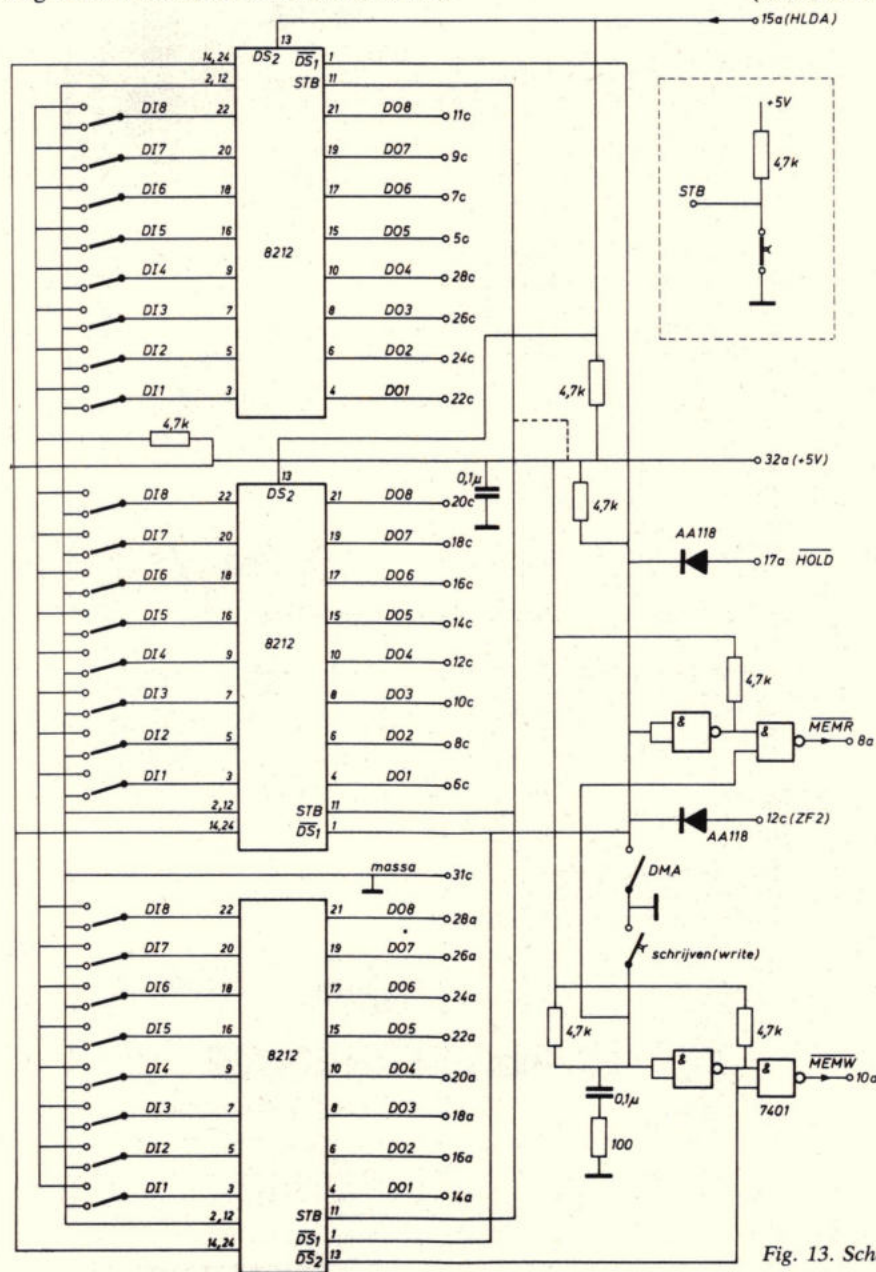 15a (HLDA)
13
14, 24 DS2 DS1 1
2, 12 STB 11
DI8 22 21 DO8 11c
DI7 20 19 DO7 9c
DI6 18 17 DO6 7c
DI5 16 15 DO5 5c
8212
DI4 9 10 DO4 28c
DI3 7 8 DO3 26c
DI2 5 6 DO2 24c
DI1 3 4 DO1 22c
+5V
4,7k
STB
4,7k
4,7k
32a (+5V)
13
DS2
0,1μ
4,7k
DI8 22 21 DO8 20c
DI7 20 19 DO7 18c
DI6 18 17 DO6 16c
DI5 16 15 DO5 14c
8212
DI4 9 10 DO4 12c
DI3 7 8 DO3 10c
DI2 5 6 DO2 8c
DI1 3 4 DO1 6c
2,12 STB 11
14,24 DS1 1
AA118
17a HOLD
4,7k
& & MEMR 8a
12c (ZF2)
AA118
DMA
massa 31c
schrijven (write)
DI8 22 21 DO8 28a
DI7 20 19 DO7 26a
DI6 18 17 DO6 24a
DI5 16 15 DO5 22a
8212
DI4 9 10 DO4 20a
DI3 7 8 DO3 18a
DI2 5 6 DO2 16a
DI1 3 4 DO1 14a
2,12 STB 11
14,24 DS1 1
DS2 13
4,7k 4,7k
& & MEMW 10a
7401
0,1μ
100
Fig. 13. Sch